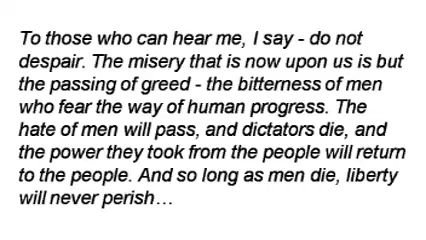 To those who can hear me, I say - do not
despair. The misery that is now upon us is but
the passing of greed - the bitterness of men
who fear the way of human progress. The
hate of men will pass, and dictators die, and
the power they took from the people will return
to the people. And so long as men die, liberty
will never perish…